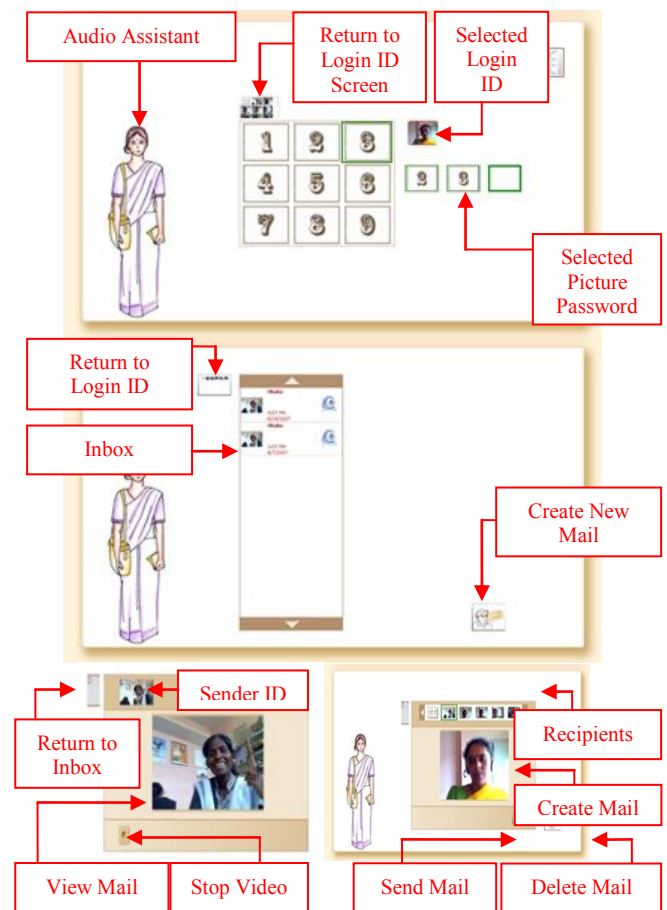 Audio Assistant
Return to
Login ID
Screen
Selected
Login
ID
1 2 3
4 5 6
7 8 9
2 3
Selected
Picture
Password
Return to
Login ID
Inbox
Create New
Mail
Sender ID
Return to
Inbox
Recipients
Create Mail
View Mail
Stop Video
Send Mail
Delete Mail